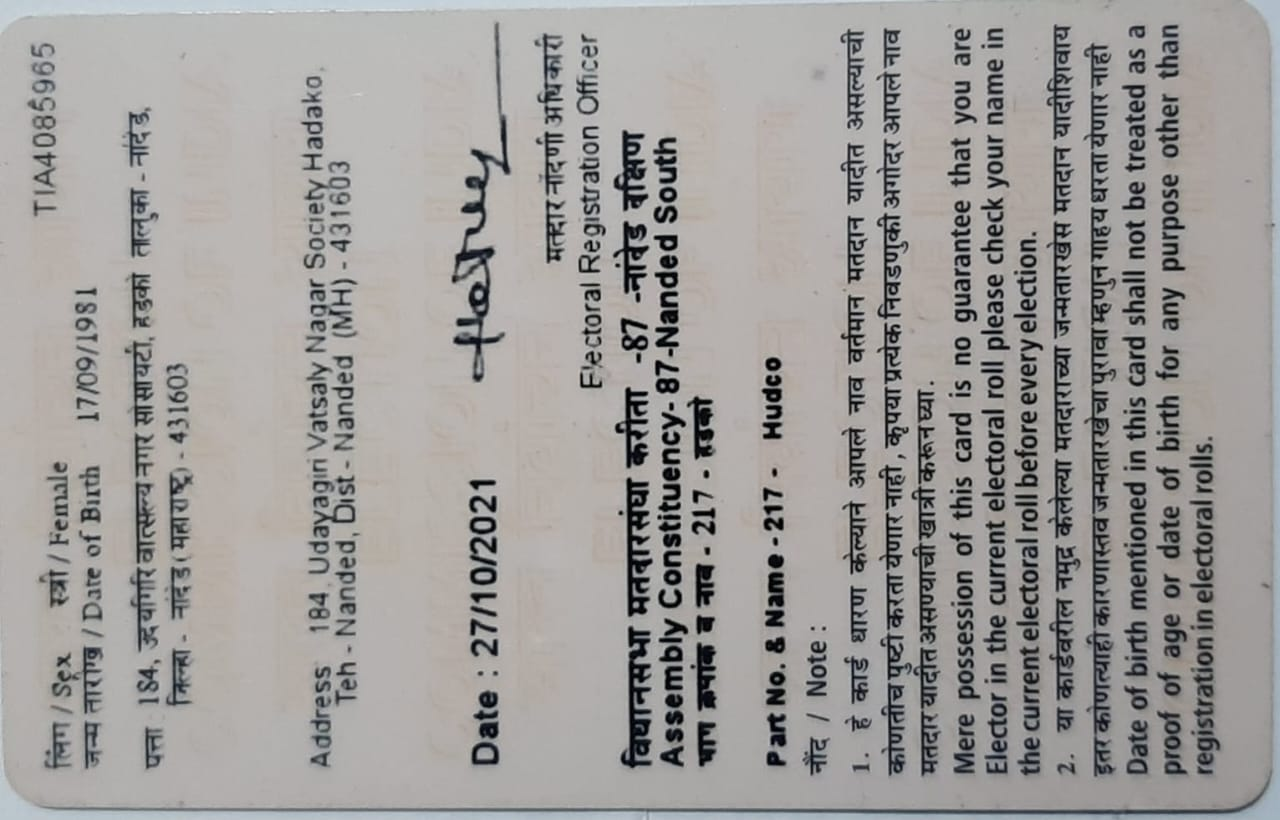 लिंग / Sex : स्त्री / Female TIA4085965
जन्म तारीख / Date of Birth : 17/09/1981
पत्ता : 184, उदयगिरि वात्सल्य नगर सोसायटी, हडको तालुका - नांदेड,
जिल्हा - नांदेड (महाराष्ट्र) - 431603
Address 184, Udayagiri Vatsaly Nagar Society Hadako,
Teh - Nanded, Dist - Nanded (MH) - 431603
Date : 27/10/2021
मतदार नोंदणी अधिकारी
Electoral Registration Officer
विधानसभा मतदारसंघा करीता -87 -नांदेड दक्षिण
Assembly Constituency- 87-Nanded South
भाग क्रमांक व नाव - 217 - हडको
Part No. & Name - 217 - Hudco
नोंद / Note :
1. हे कार्ड धारण केल्याने आपले नाव वर्तमान मतदान यादीत असल्याची
कोणतीच पुष्टी करता येणार नाही , कृपया प्रत्येक निवडणुकी अगोदर आपले नाव
मतदार यादीत असण्याची खात्री करून घ्या.
Mere possession of this card is no guarantee that you are
Elector in the current electoral roll please check your name in
the current electoral roll before every election.
2. या कार्डवरील नमुद्र केलेल्या मतदाराच्या जन्मतारखेस मतदान यादीशिवाय
इतर कोणत्याही कारणास्तव जन्मतारखेचा पुरावा म्हणुन गाहय धरता येणार नाही
Date of birth mentioned in this card shall not be treated as a
proof of age or date of birth for any purpose other than
registration in electoral rolls.